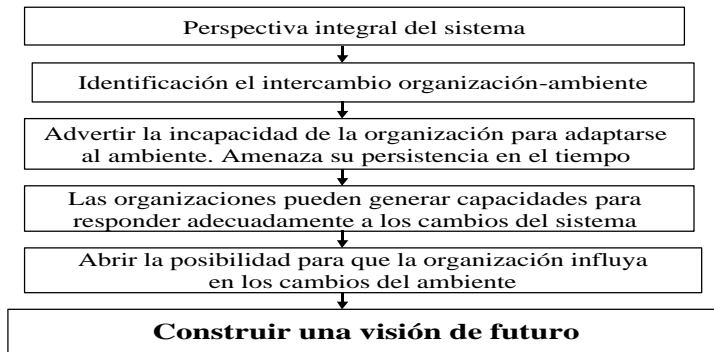 Perspectiva integral del sistema
Identificación el intercambio organización-ambiente
Advertir la incapacidad de la organización para adaptarse
al ambiente. Amenaza su persistencia en el tiempo
Las organizaciones pueden generar capacidades para
responder adecuadamente a los cambios del sistema
Abrir la posibilidad para que la organización influya
en los cambios del ambiente
Construir una visión de futuro